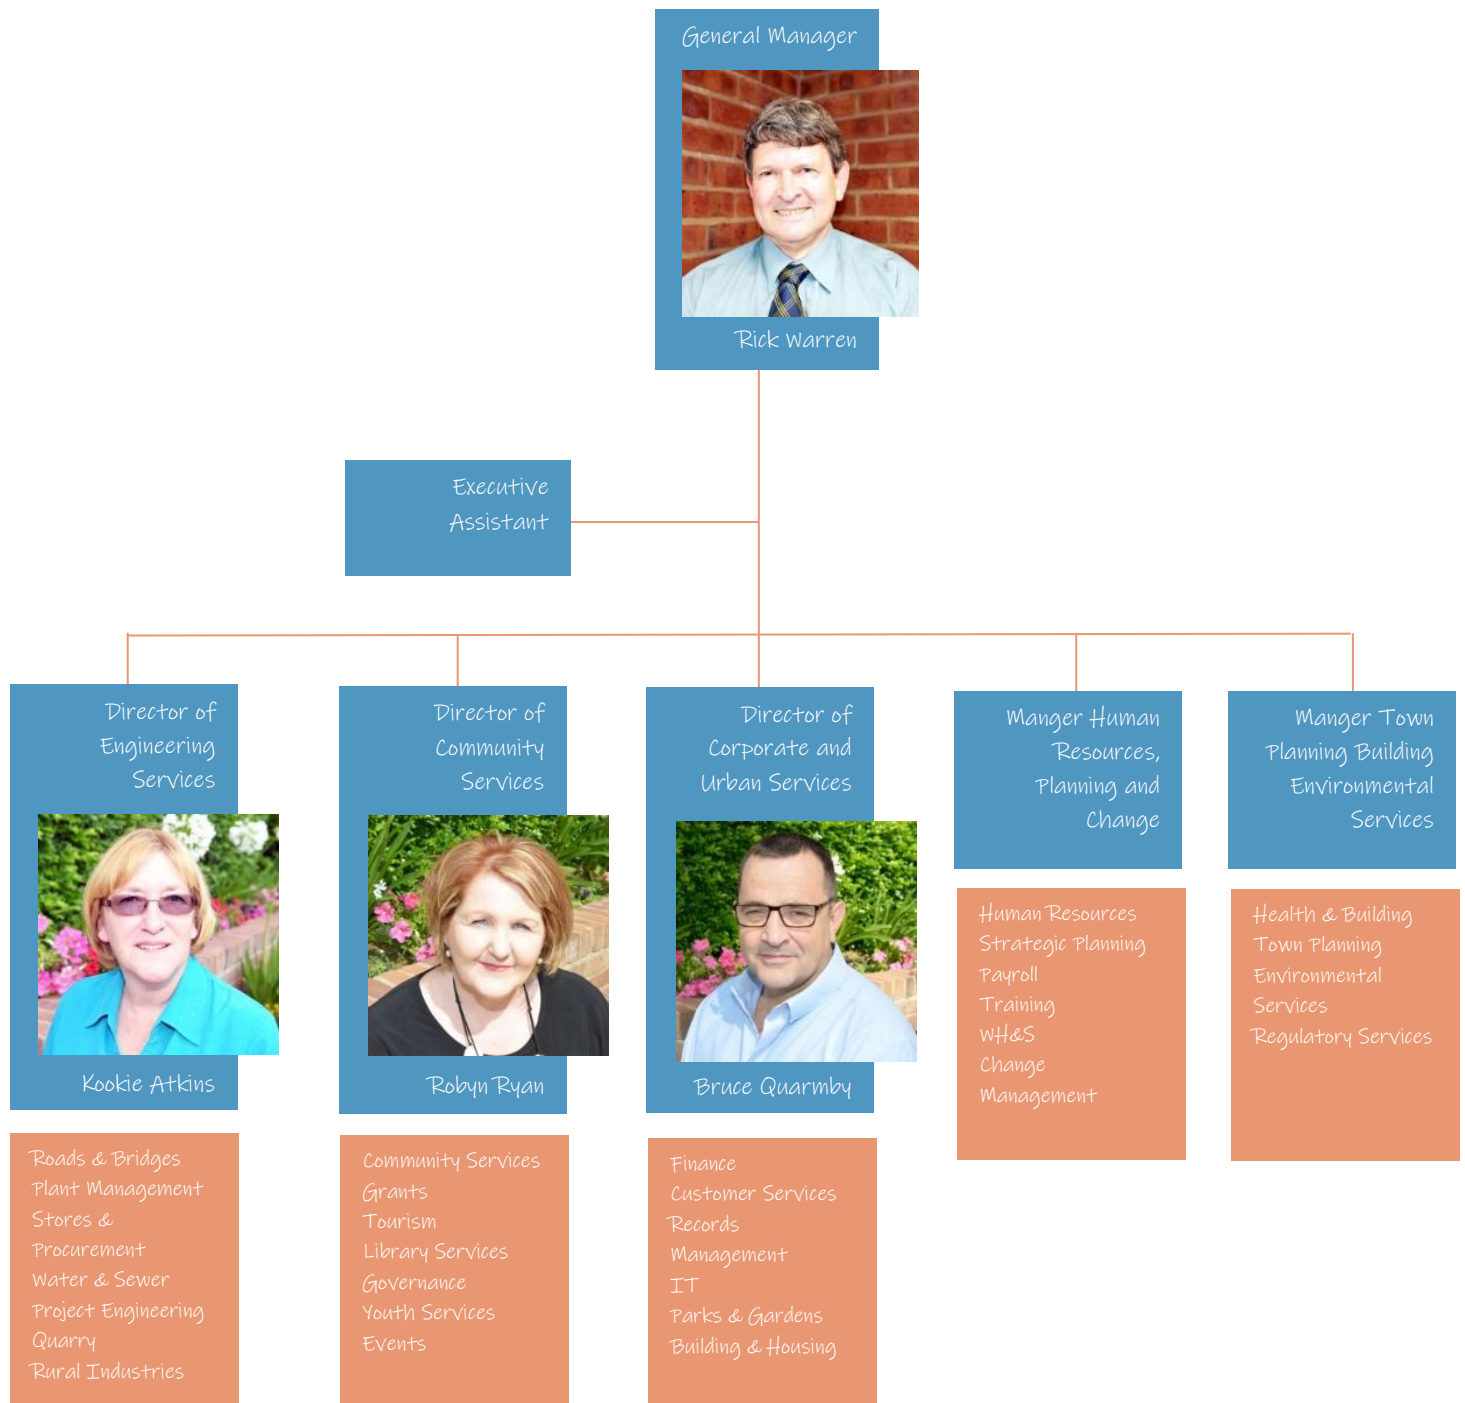 General Manager
Rick Warren
Executive
Assistant
Director of
Engineering
Services
Kookie Atkins
Roads & Bridges
Plant Management
Stores &
Procurement
Water & Sewer
Project Engineering
Quarry
Rural Industries
Director of
Community
Services
Robyn Ryan
Community Services
Grants
Tourism
Library Services
Governance
Youth Services
Events
Director of
Corporate and
Urban Services
Bruce Quarmby
Finance
Customer Services
Records
Management
IT
Parks & Gardens
Building & Housing
Manger Human
Resources,
Planning and
Change
Human Resources
Strategic Planning
Payroll
Training
WH&S
Change
Management
Manger Town
Planning Building
Environmental
Services
Health & Building
Town Planning
Environmental
Services
Regulatory Services